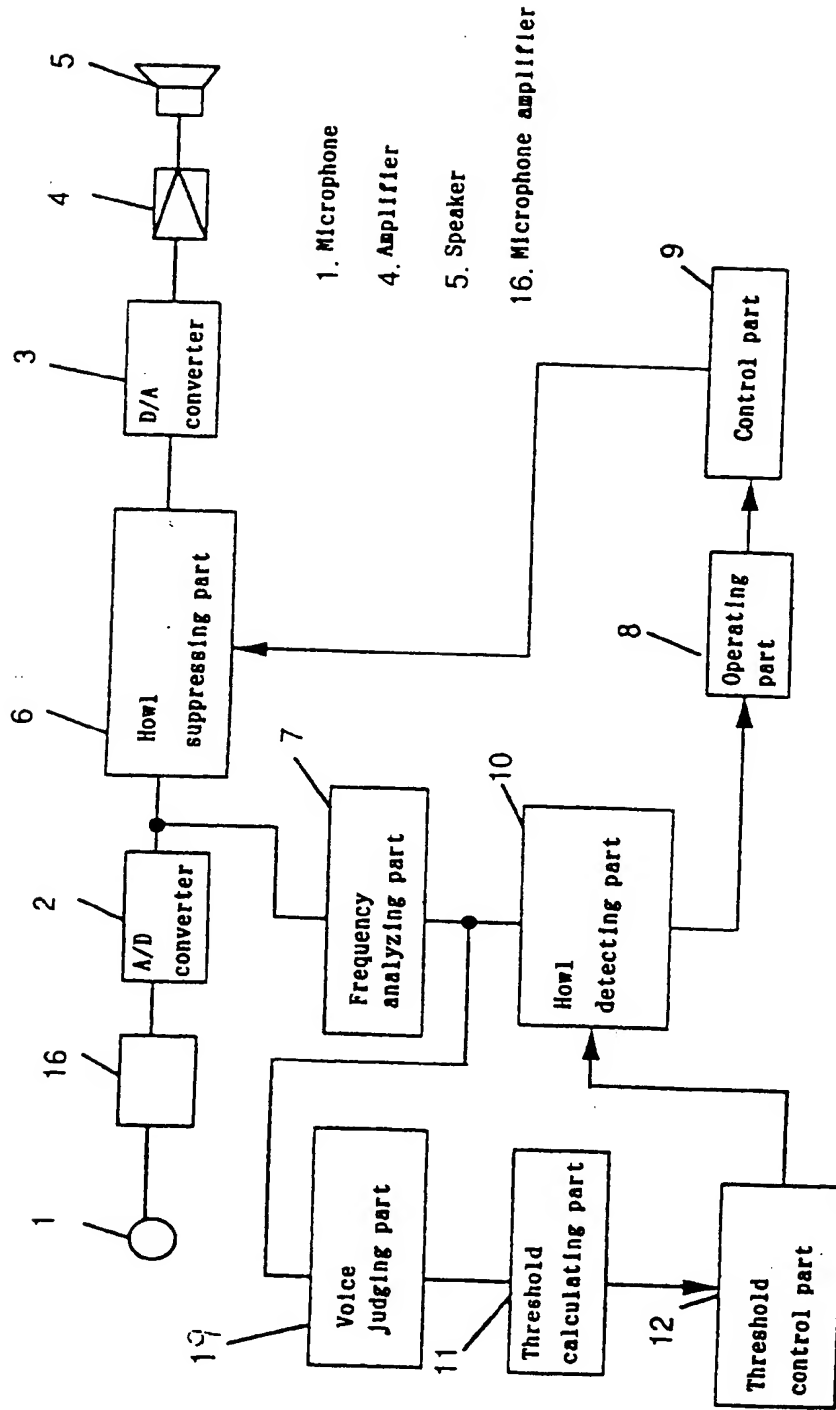 1
16
2
A/D
converter
6
Howl
suppressing part
3
D/A
converter
4
5
1. Microphone
4. Amplifier
5. Speaker
16. Microphone amplifier
7
Frequency
analyzing part
19
Voice
judging part
11
Threshold
calculating part
12
Threshold
control part
10
Howl
detecting part
8
Operating
part
9
Control part